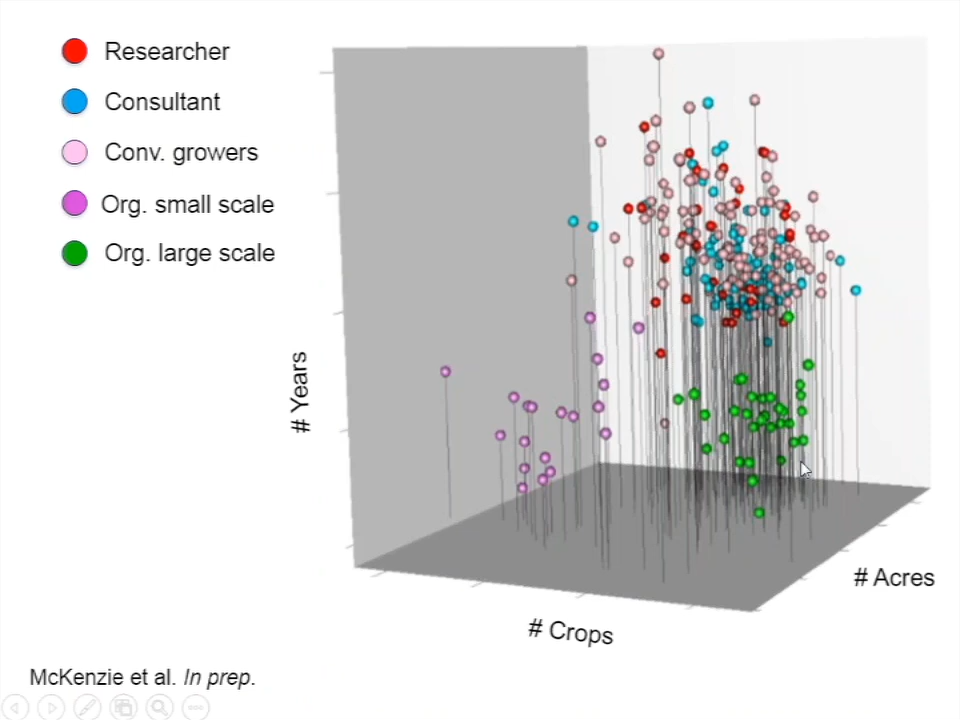 Researcher
Consultant
Conv. growers
Org. small scale
Org. large scale
# Years
# Acres
# Crops
McKenzie et al. In prep.